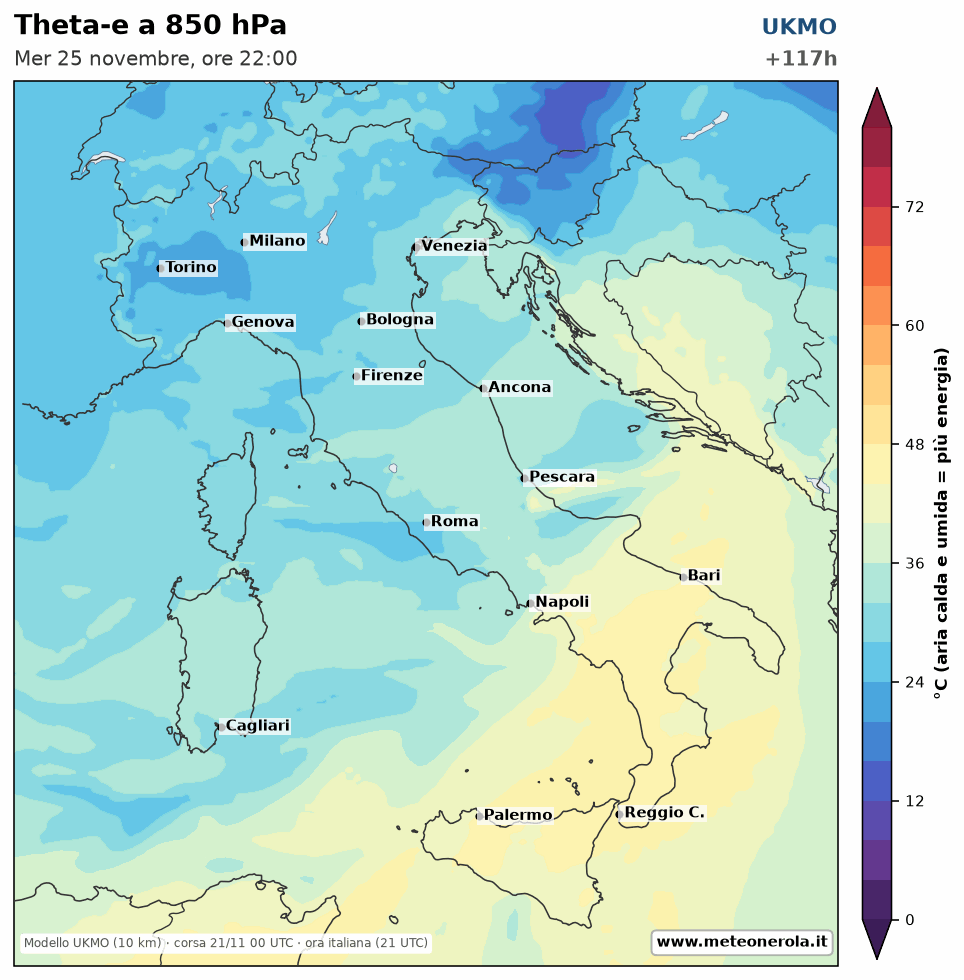 Theta-e a 850 hPa
UKMO
Mer 25 novembre, ore 22:00
+117h
Milano
Venezia
Torino
Genova
Bologna
Firenze
Ancona
Pescara
Roma
Bari
Napoli
Cagliari
Palermo
Reggio C.
72
60
48
36
24
12
0
°C (aria calda e umida = più energia)
Modello UKMO (10 km) · corsa 21/11 00 UTC · ora italiana (21 UTC)
www.meteonerola.it